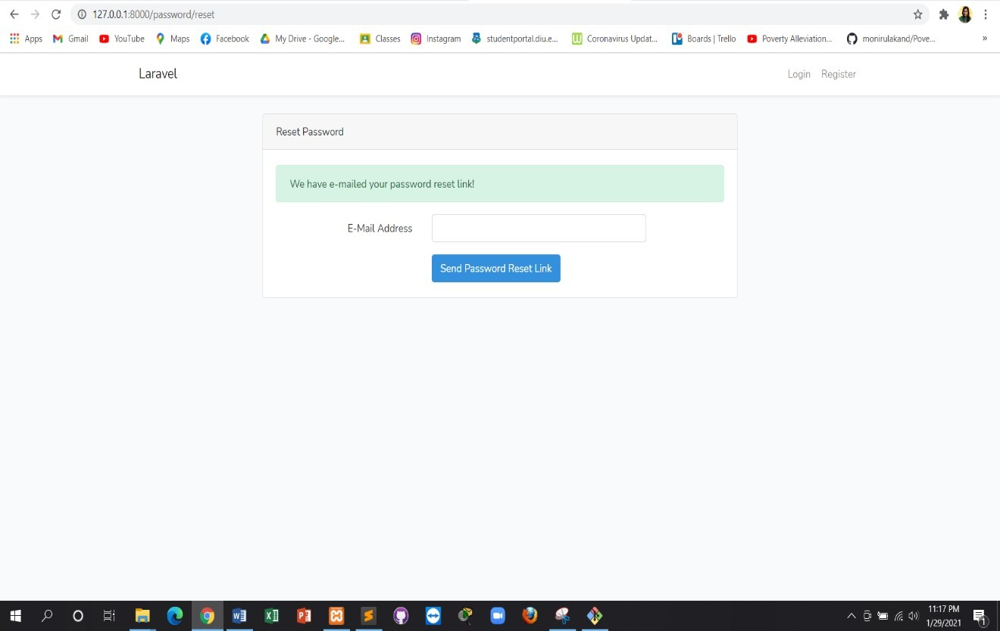 127.0.0.1:8000/password/reset
Apps Gmail YouTube Maps Facebook My Drive - Google... Classes Instagram studentportal.diu.e... Coronavirus Updat... Boards | Trello Poverty Alleviation... monirulakand/Pove... »
Laravel Login Register
Reset Password
We have e-mailed your password reset link!
E-Mail Address
Send Password Reset Link
11:17 PM
1/29/2021
1